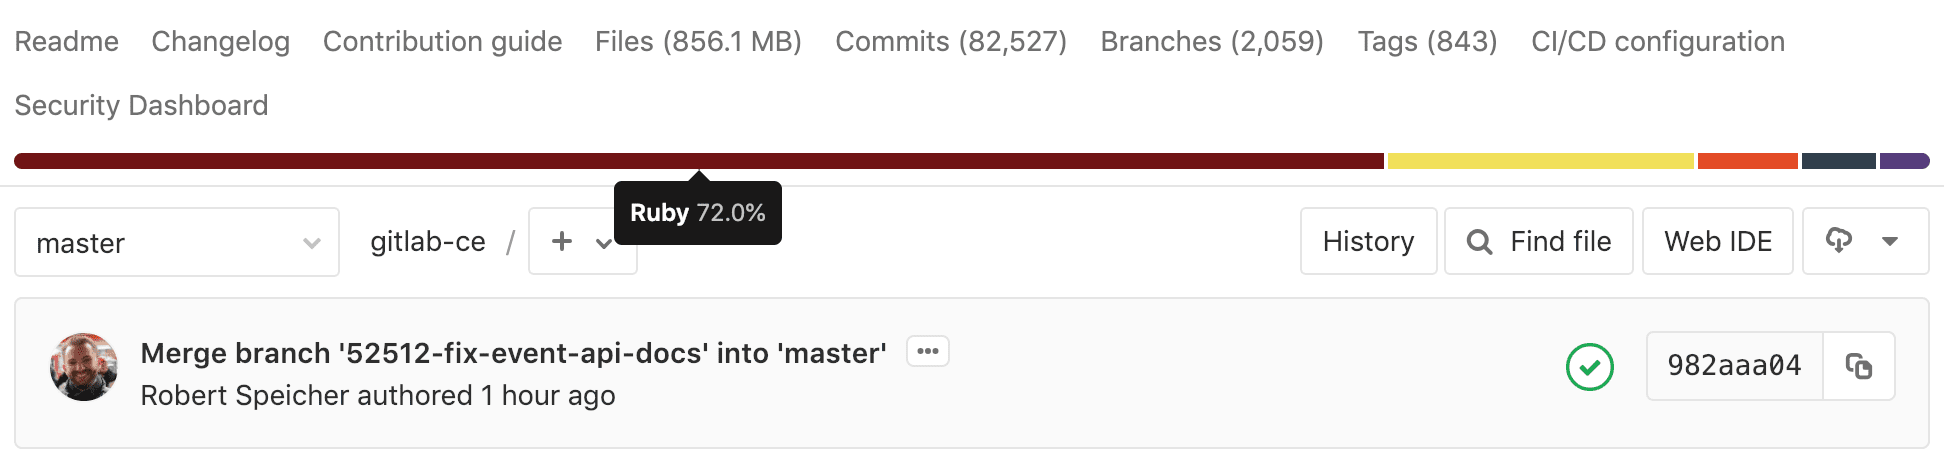 Readme Changelog Contribution guide Files (856.1 MB) Commits (82,527) Branches (2,059) Tags (843) CI/CD configuration
Security Dashboard
Ruby 72.0%
master gitlab-ce / + History Find file Web IDE
Merge branch '52512-fix-event-api-docs' into 'master' •••
Robert Speicher authored 1 hour ago
982aaa04